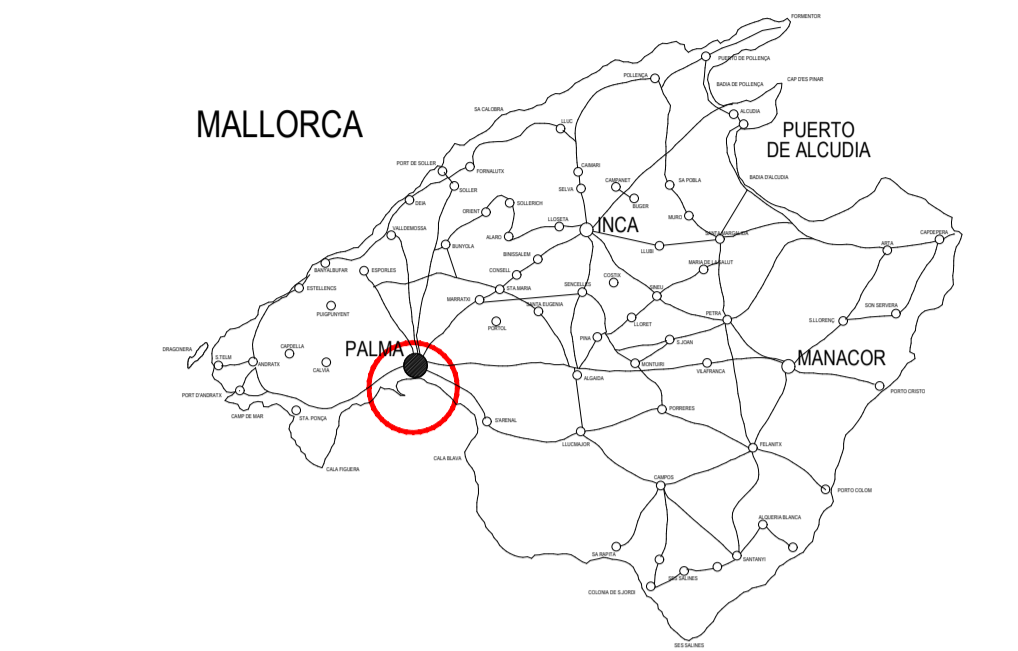 FORMENTOR
PUERTO DE POLLENÇA
POLLENÇA
CAP D'ES PINAR
BADIA DE POLLENÇA
SA CALOBRA
ALCUDIA
MALLORCA
LLUC
PUERTO
DE ALCUDIA
PORT DE SOLLER
CAIMARI
FORNALUTX
BADIA D'ALCUDIA
CAMPANET
SA POBLA
SELVA
SOLLER
DEIA
SOLLERICH
BUGER
ORIENT
MURO
LLOSETA
INCA
VALLDEMOSSA
SANTA MARGALIDA
CAPDEPERA
ALARO
ARTA
BUNYOLA
LLUBI
BINISSALEM
MARIA DE LA SALUT
BANYALBUFAR
ESPORLES
CONSELL
COSTIX
SENCELLES
ESTELLENCS
STA.MARIA
SINEU
MARRATXI
SANTA EUGENIA
SON SERVERA
PUIGPUNYENT
PETRA
LLORET
S.LLORENÇ
PORTOL
PINA
S.JOAN
DRAGONERA
CAPDELLA
PALMA
S.TELM
ANDRATX
CALVIA
MONTUIRI
VILAFRANCA
MANACOR
ALGAIDA
PORT D'ANDRATX
PORTO CRISTO
CAMP DE MAR
STA. PONÇA
PORRERES
S'ARENAL
LLUCMAJOR
FELANITX
CALA BLAVA
CALA FIGUERA
CAMPOS
PORTO COLOM
ALQUERIA BLANCA
SA RAPITA
SANTANYI
SES SALINES
COLONIA DE S.JORDI
SES SALINES